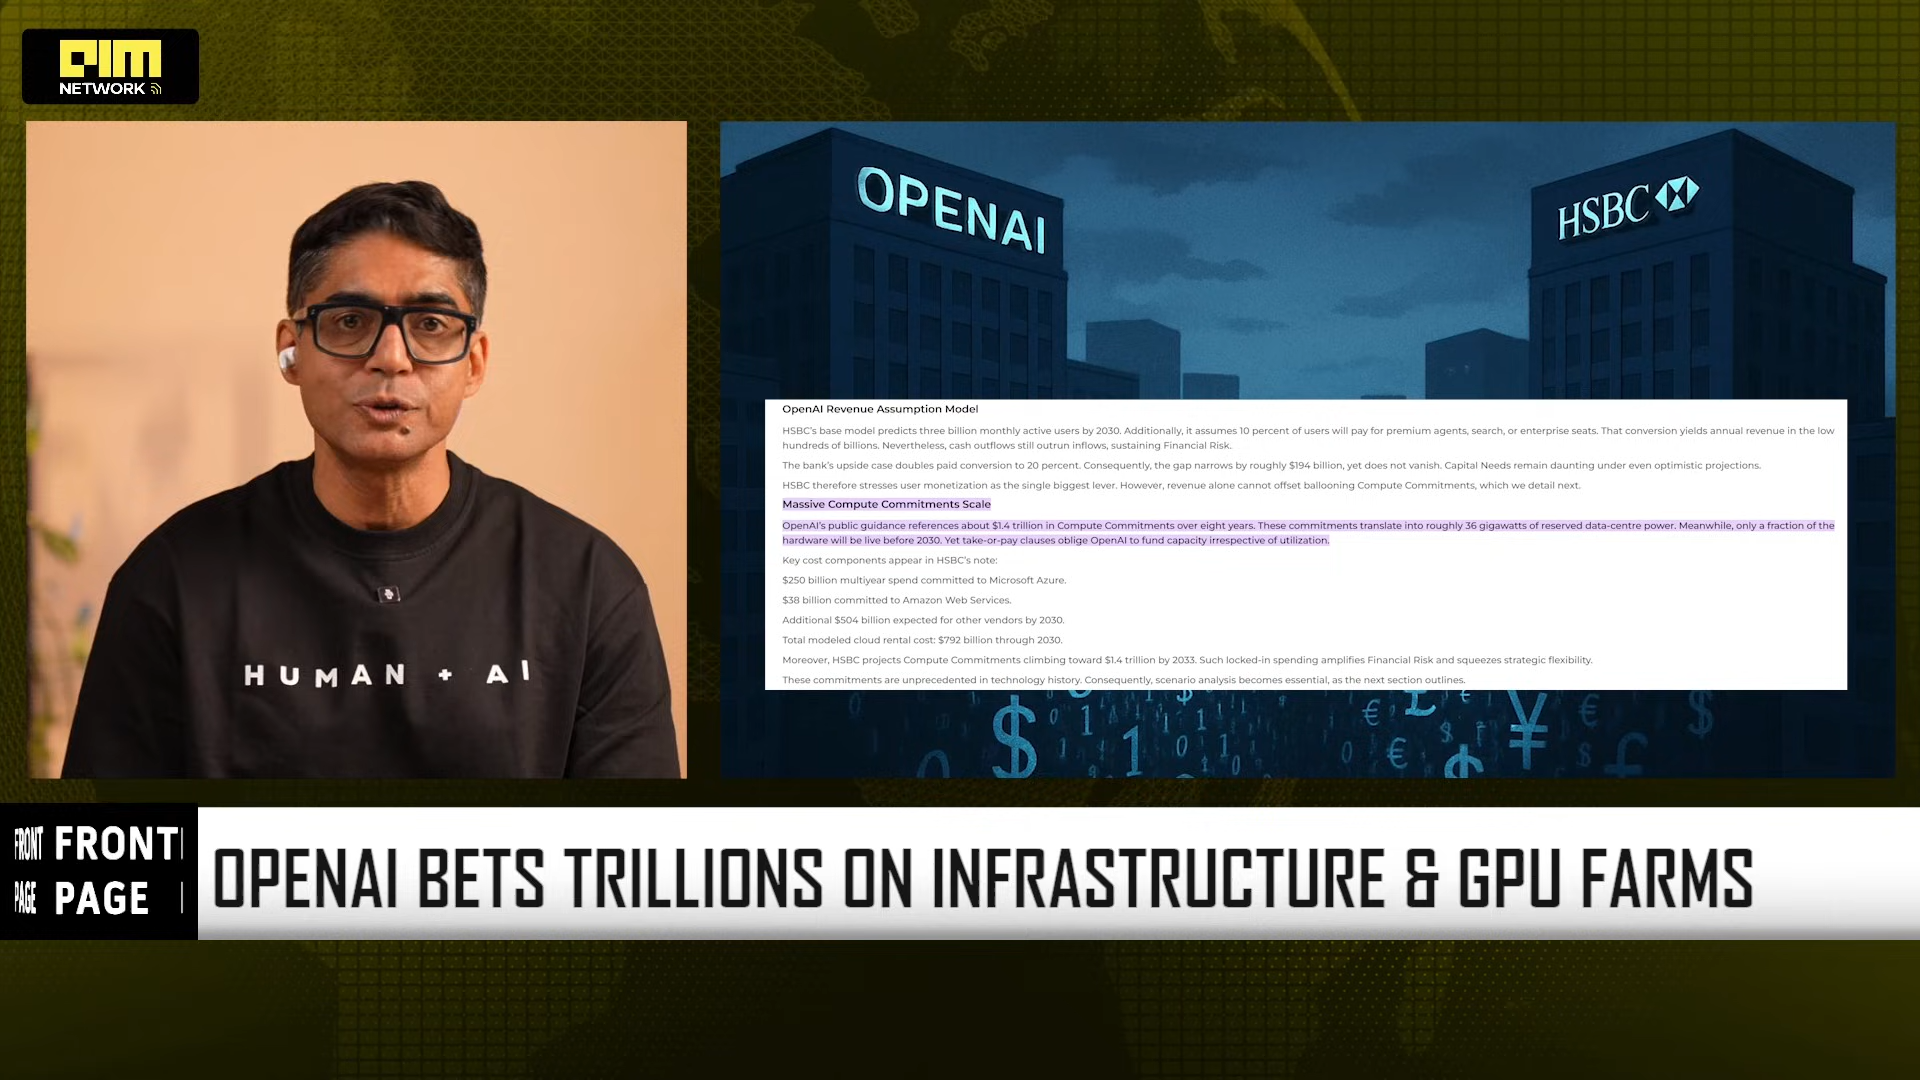 AIM
NETWORK
OPENAI
HSBC
OpenAI Revenue Assumption Model
HSBC's base model predicts three billion monthly active users by 2030. Additionally, it assumes 10 percent of users will pay for premium agents, search, or enterprise seats. That conversion yields annual revenue in the low
hundreds of billions. Nevertheless, cash outflows still outrun inflows, sustaining Financial Risk.
The bank's upside case doubles paid conversion to 20 percent. Consequently, the gap narrows by roughly $194 billion, yet does not vanish. Capital Needs remain daunting under even optimistic projections.
HSBC therefore stresses user monetization as the single biggest lever. However, revenue alone cannot offset ballooning Compute Commitments, which we detail next.
Massive Compute Commitments Scale
OpenAI's public guidance references about $1.4 trillion in Compute Commitments over eight years. These commitments translate into roughly 36 gigawatts of reserved data-centre power. Meanwhile, only a fraction of the
hardware will be live before 2030. Yet take-or-pay clauses oblige OpenAI to fund capacity irrespective of utilization.
Key cost components appear in HSBC's note:
$250 billion multiyear spend committed to Microsoft Azure.
$38 billion committed to Amazon Web Services.
Additional $504 billion expected for other vendors by 2030.
Total modeled cloud rental cost: $792 billion through 2030.
Moreover, HSBC projects Compute Commitments climbing toward $1.4 trillion by 2033. Such locked-in spending amplifies Financial Risk and squeezes strategic flexibility.
These commitments are unprecedented in technology history. Consequently, scenario analysis becomes essential, as the next section outlines.
HUMAN + AI
FRONT FRONT
PAGE PAGE
OPENAI BETS TRILLIONS ON INFRASTRUCTURE & GPU FARMS